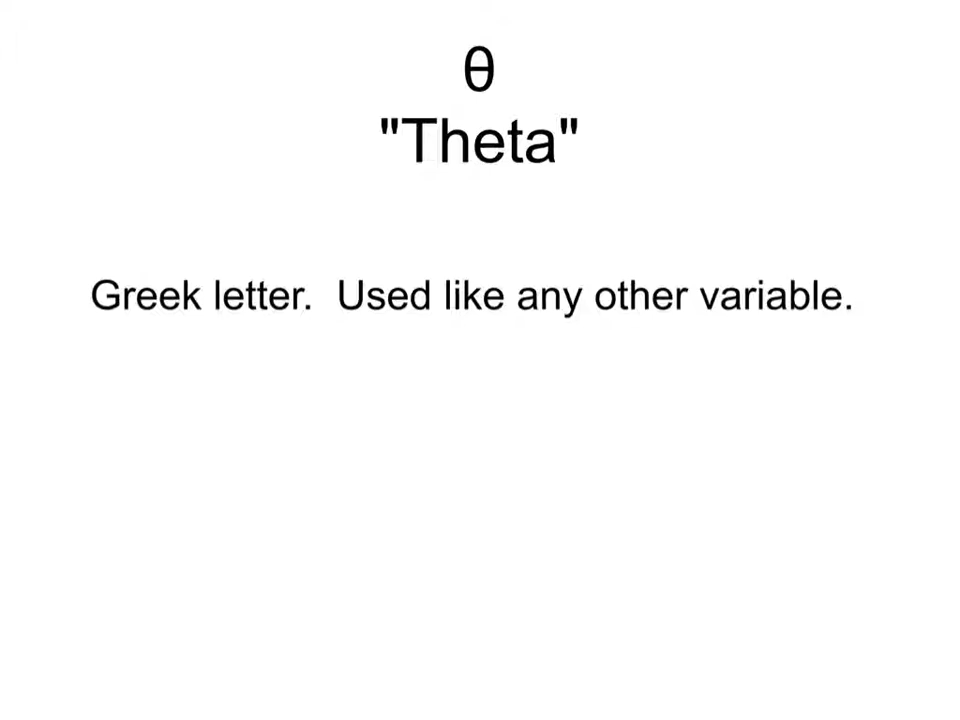 θ
"Theta"
Greek letter.  Used like any other variable.